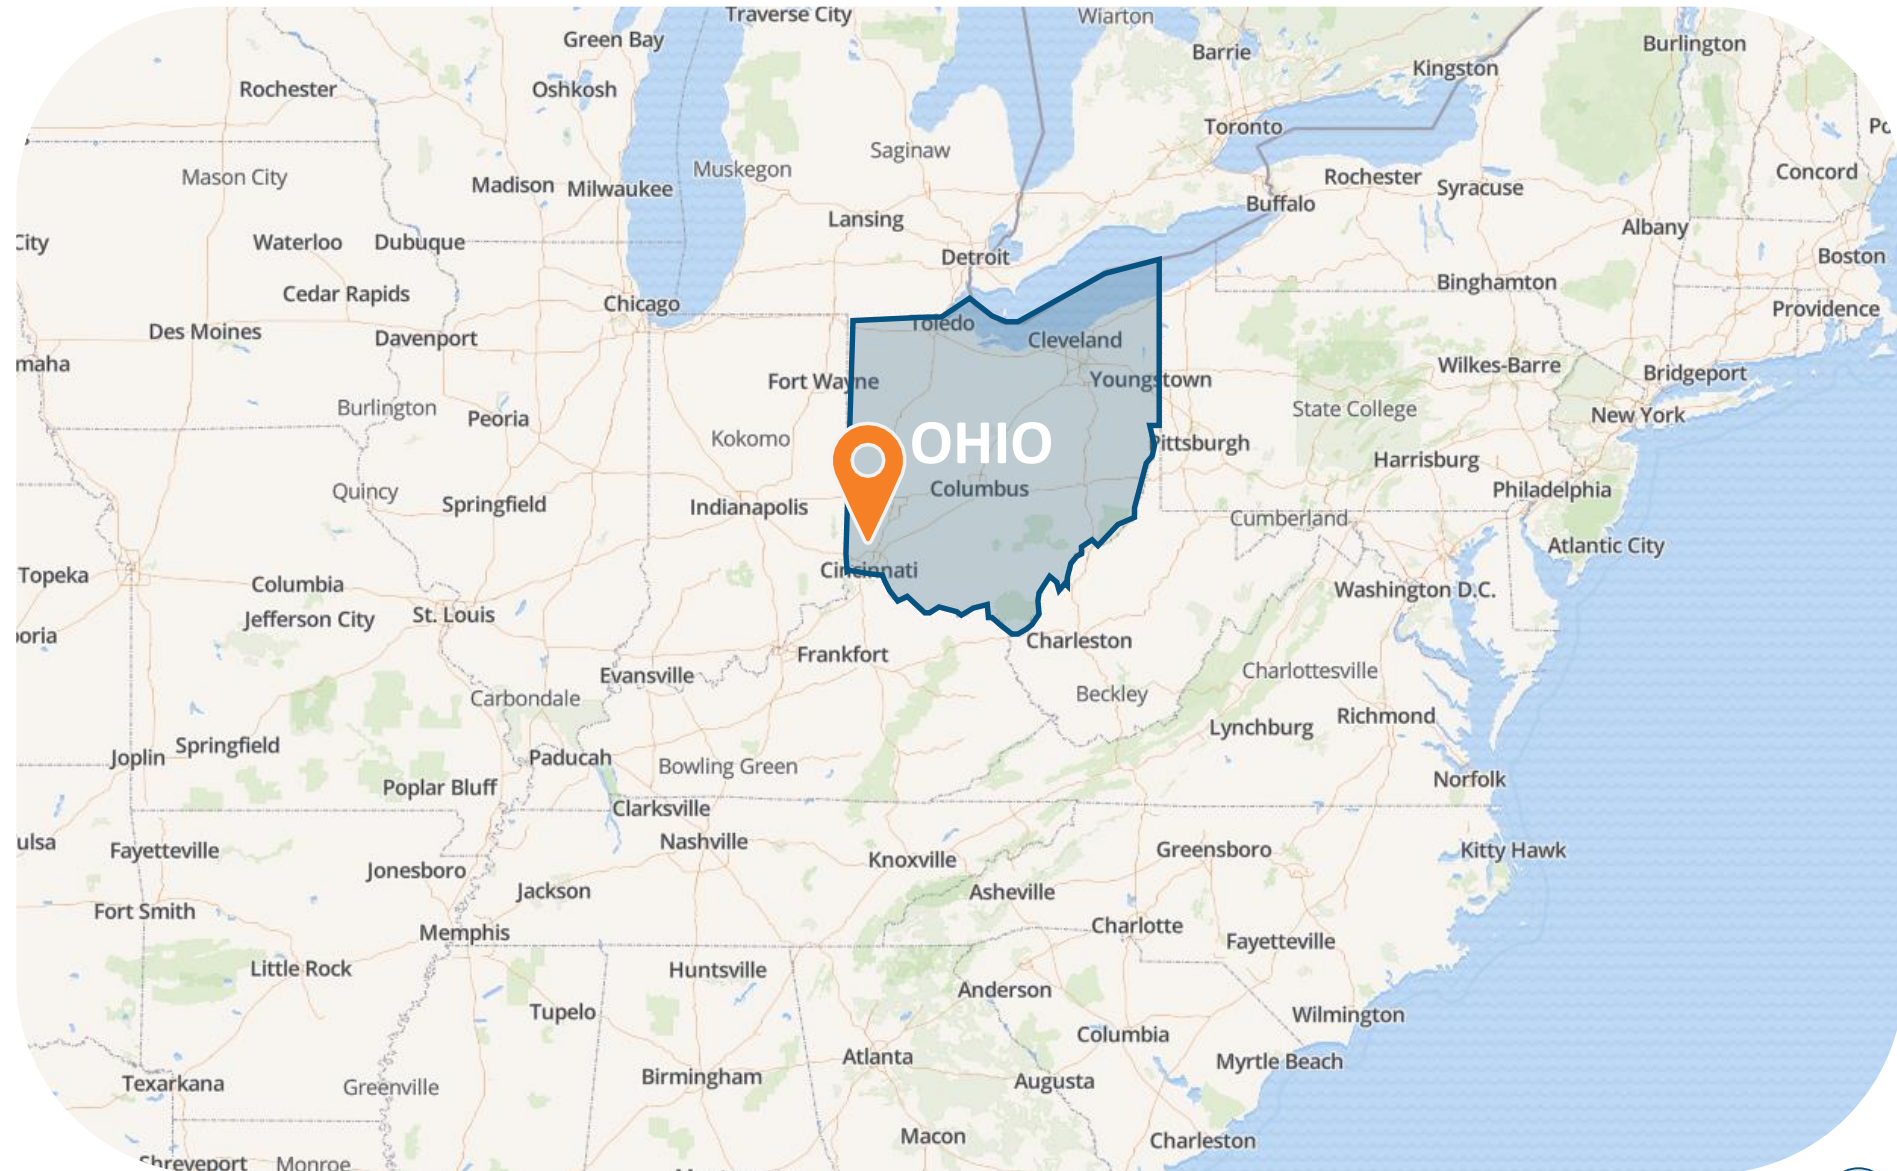 Traverse City
Wiarton
Green Bay
Barrie
Burlington
Kingston
Rochester
Oshkosh
Toronto
Saginaw
Muskegon
Mason City
Madison
Milwaukee
Concord
Rochester
Syracuse
Buffalo
Lansing
Albany
City
Waterloo
Dubuque
Detroit
Boston
Binghamton
Cedar Rapids
Chicago
Providence
Des Moines
Davenport
Toledo
Cleveland
maha
Wilkes-Barre
Bridgeport
Fort Wayne
Youngstown
Burlington
Peoria
State College
New York
Kokomo
OHIO
Pittsburgh
Harrisburg
Quincy
Springfield
Indianapolis
Columbus
Philadelphia
Cumberland
Atlantic City
Topeka
Cincinnati
Columbia
Washington D.C.
Jefferson City
St. Louis
oria
Charleston
Frankfort
Evansville
Charlottesville
Carbondale
Beckley
Richmond
Lynchburg
Springfield
Joplin
Paducah
Bowling Green
Norfolk
Poplar Bluff
Clarksville
ulsa
Nashville
Fayetteville
Knoxville
Greensboro
Kitty Hawk
Jonesboro
Jackson
Asheville
Fort Smith
Memphis
Charlotte
Fayetteville
Little Rock
Huntsville
Anderson
Tupelo
Wilmington
Columbia
Atlanta
Myrtle Beach
Texarkana
Greenville
Birmingham
Augusta
Macon
Charleston
Shreveport
Monroe